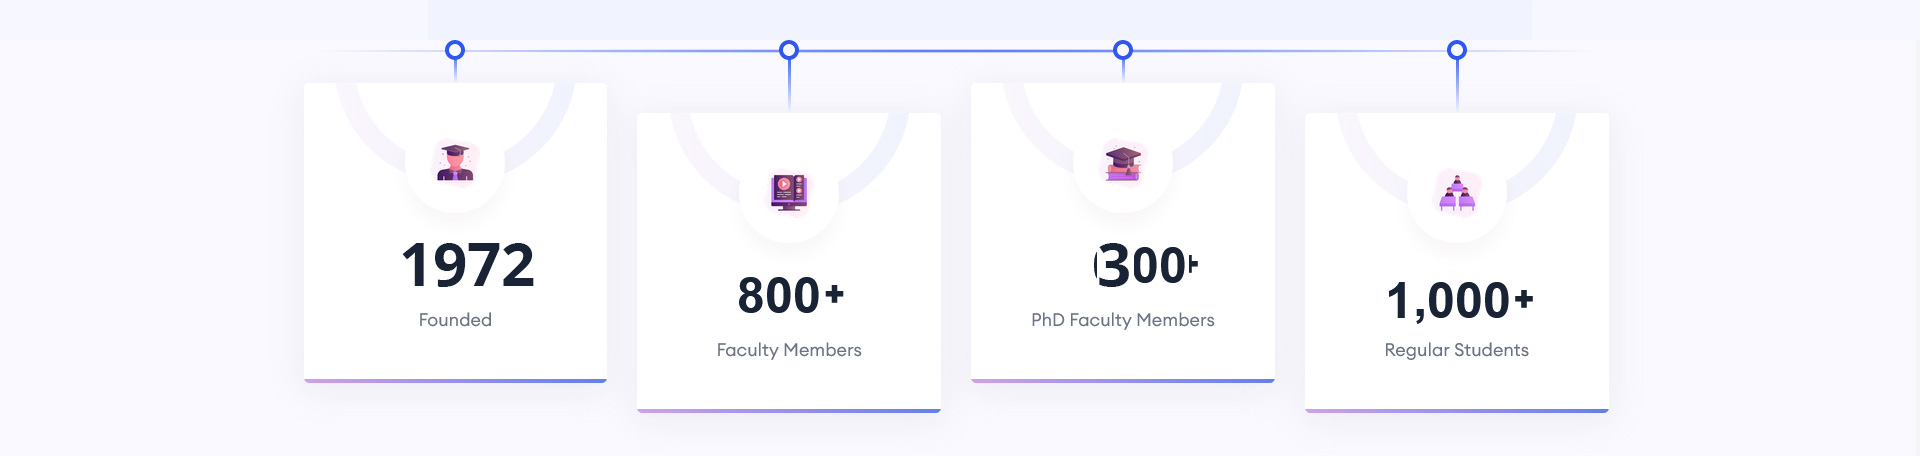 1972
Founded
800+
Faculty Members
300+
PhD Faculty Members
1,000+
Regular Students